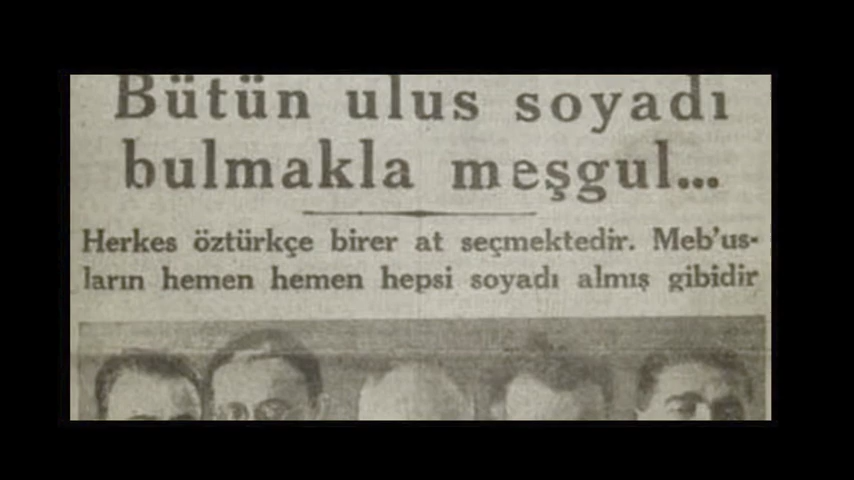 Bütün ulus soyadı
bulmakla meşgul...
Herkes öztürkçe birer at seçmektedir. Meb'us-
ların hemen hemen hepsi soyadı almış gibidir